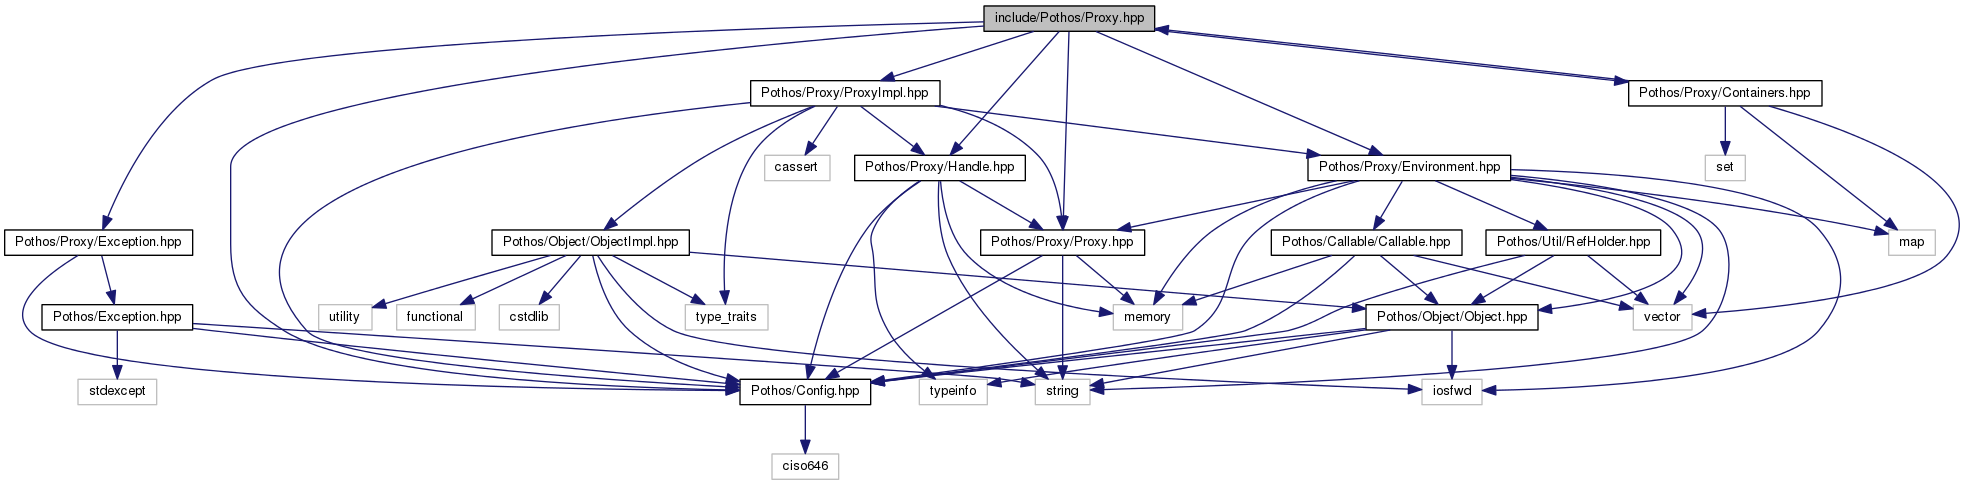 include/Pothos/Proxy.hpp
Pothos/Proxy/ProxyImpl.hpp
Pothos/Proxy/Containers.hpp
cassert
Pothos/Proxy/Handle.hpp
Pothos/Proxy/Environment.hpp
set
Pothos/Proxy/Exception.hpp
Pothos/Object/ObjectImpl.hpp
Pothos/Proxy/Proxy.hpp
Pothos/Callable/Callable.hpp
Pothos/Util/RefHolder.hpp
map
Pothos/Exception.hpp
utility
functional
cstdlib
type_traits
memory
Pothos/Object/Object.hpp
vector
stdexcept
Pothos/Config.hpp
typeinfo
string
iosfwd
ciso646